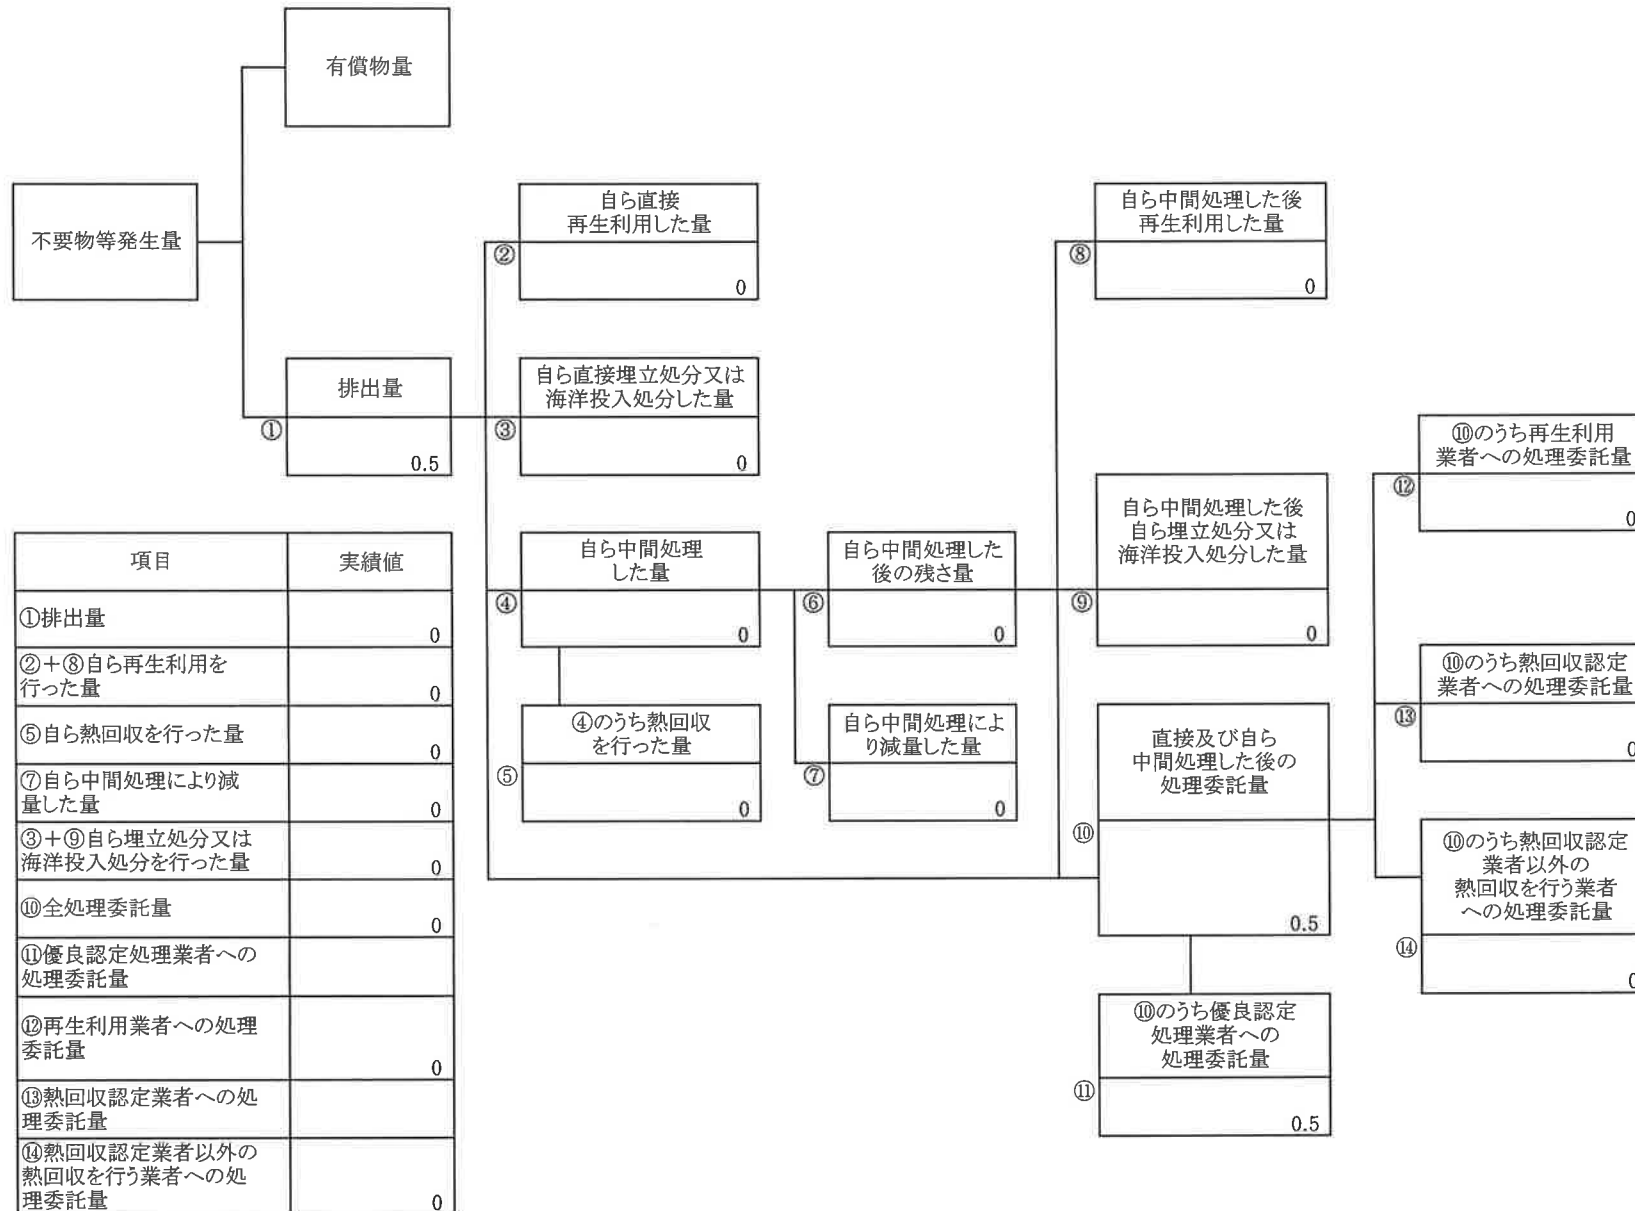 有償物量
不要物等発生量
自ら直接
再生利用した量
②
0
自ら中間処理した後
再生利用した量
⑧
0
排出量
①
0.5
自ら直接埋立処分又は
海洋投入処分した量
③
0
⑩のうち再生利用
業者への処理委託量
⑫
0
自ら中間処理
した量
④
0
自ら中間処理した
後の残さ量
⑥
0
自ら中間処理した後
自ら埋立処分又は
海洋投入処分した量
⑨
0
④のうち熱回収
を行った量
⑤
0
自ら中間処理によ
り減量した量
⑦
0
直接及び自ら
中間処理した後の
処理委託量
⑩
0.5
⑩のうち熱回収認定
業者への処理委託量
⑬
0
⑩のうち熱回収認定
業者以外の
熱回収を行う業者
への処理委託量
⑭
0
⑩のうち優良認定
処理業者への
処理委託量
⑪
0.5
項目 実績値
①排出量
0
②+⑧自ら再生利用を
行った量
0
⑤自ら熱回収を行った量
0
⑦自ら中間処理により減
量した量
0
③+⑨自ら埋立処分又は
海洋投入処分を行った量
0
⑩全処理委託量
0
⑪優良認定処理業者への
処理委託量
⑫再生利用業者への処理
委託量
0
⑬熱回収認定業者への処
理委託量
⑭熱回収認定業者以外の
熱回収を行う業者への処
理委託量
0